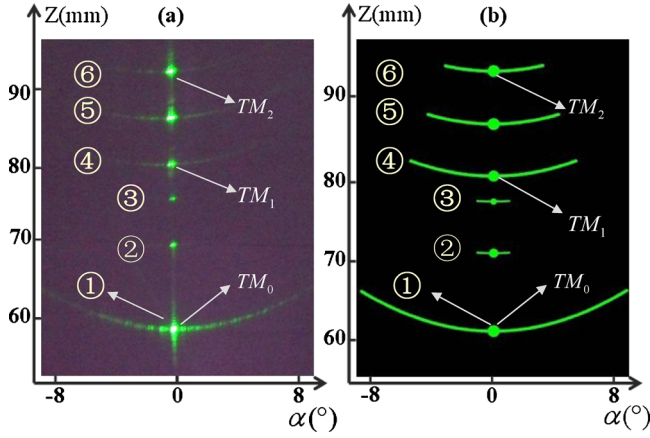 Z(mm) (a)
⑥
90
TM₂
⑤
④
80
TM₁
③
②
70
①
TM₀
60
-8 0 8
α(°)
Z(mm) (b)
⑥
90
TM₂
⑤
④
80
③
TM₁
②
70
①
TM₀
60
-8 0 8
α(°)